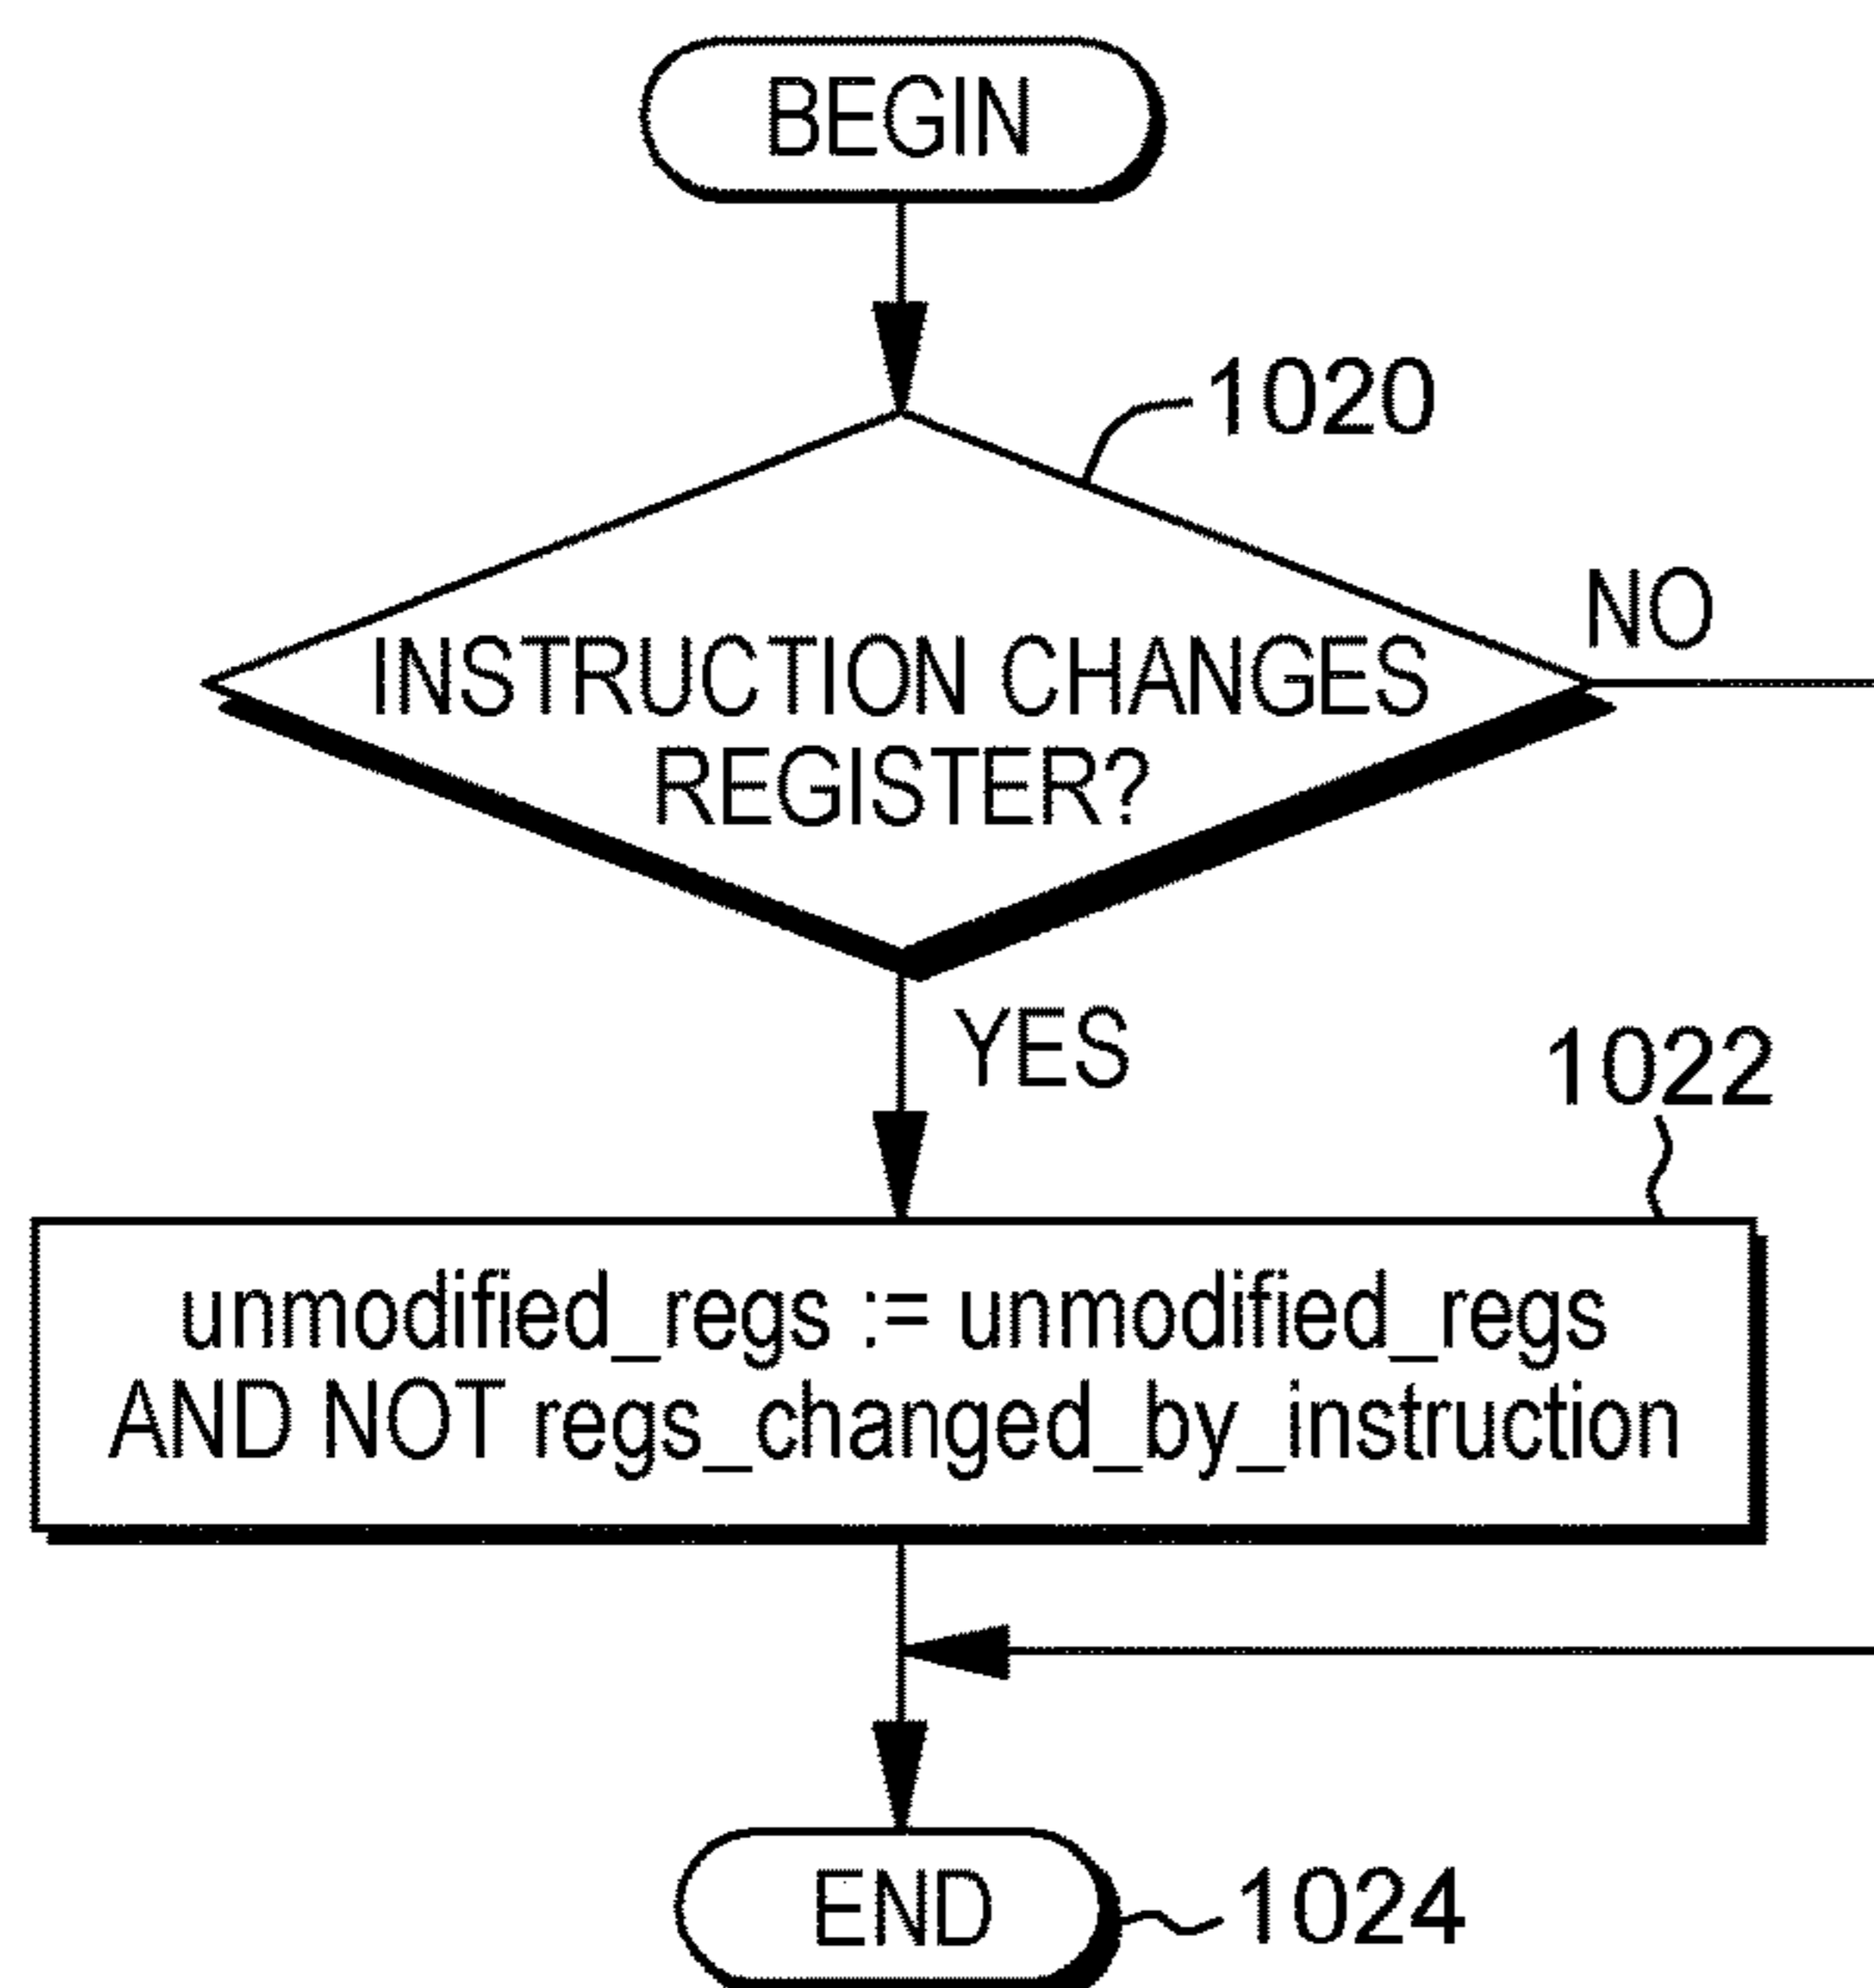 BEGIN
1020
INSTRUCTION CHANGES
REGISTER?
NO
YES
1022
unmodified_regs := unmodified_regs
AND NOT regs_changed_by_instruction
END
1024